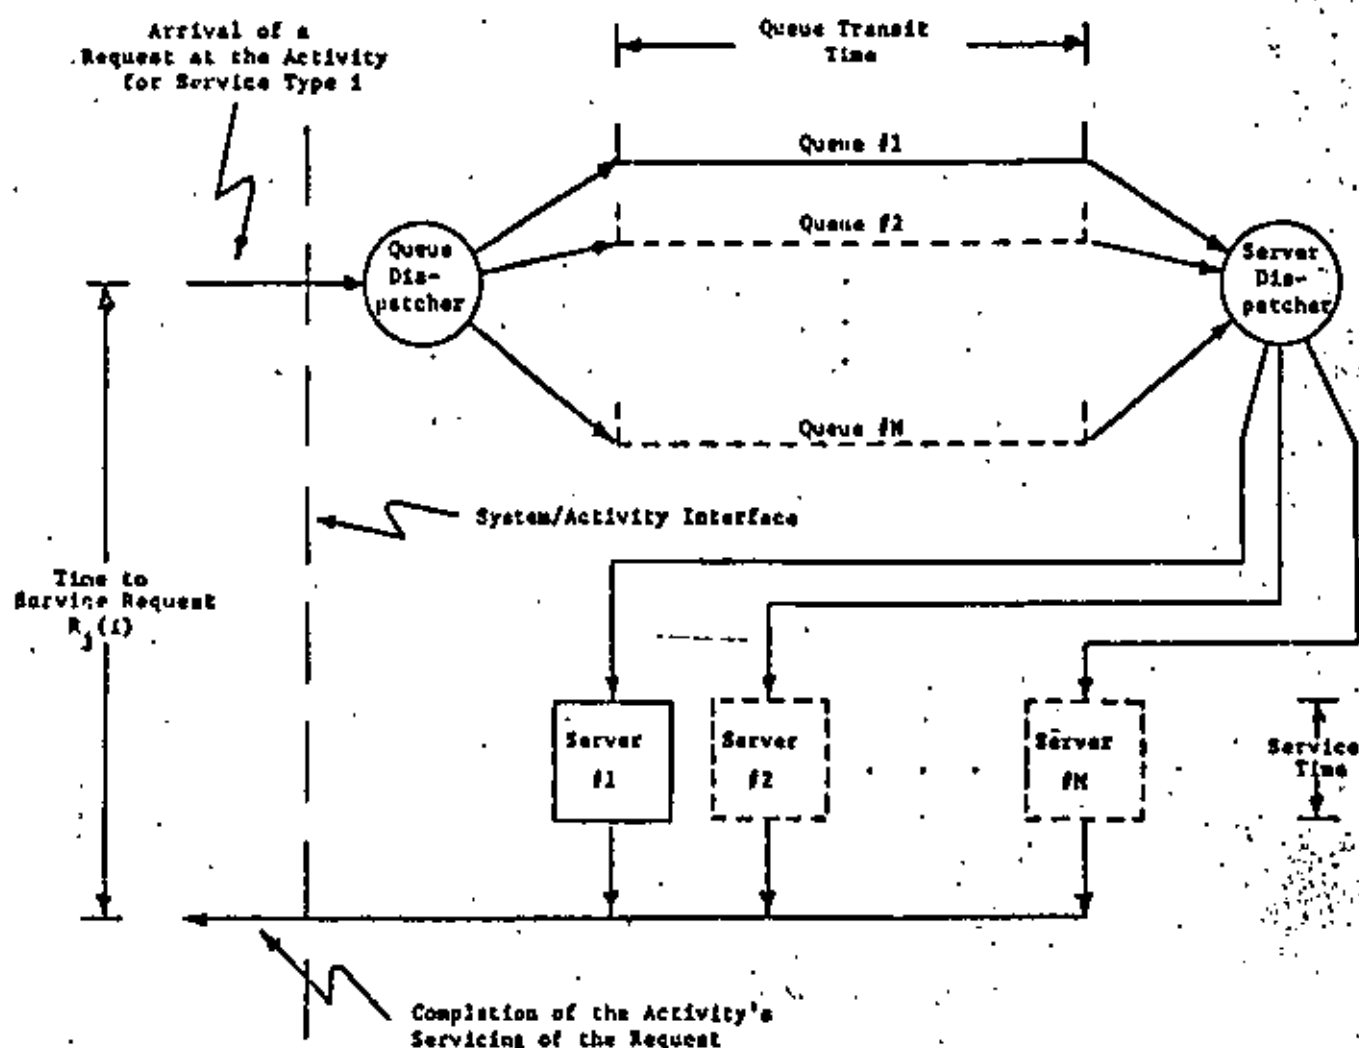 Arrival of a
Request at the Activity
for Service Type i
Queue Transit
Time
Queue #1
Queue #2
Queue #N
Queue
Dis-
patcher
Server
Dis-
patcher
System/Activity Interface
Time to
Service Request
R_j(i)
Server
#1
Server
#2
Server
#M
Service
Time
Completion of the Activity's
Servicing of the Request